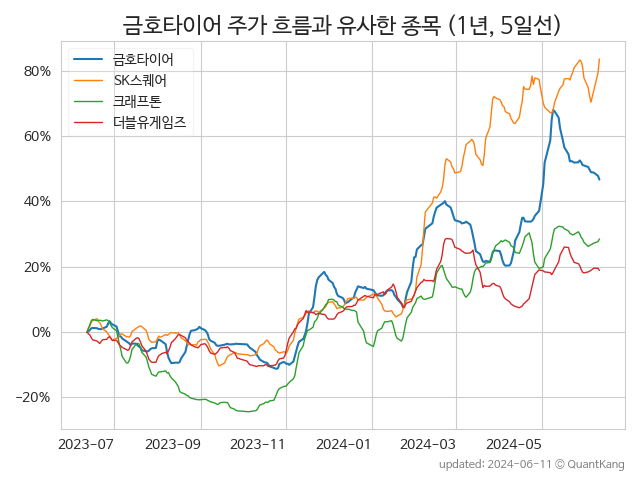 금호타이어 주가 흐름과 유사한 종목 (1년, 5일선)
금호타이어
SK스퀘어
크래프톤
더블유게임즈
80%
60%
40%
20%
0%
−20%
2023−07
2023−09
2023−11
2024−01
2024−03
2024−05
updated: 2024-06-11 © QuantKang